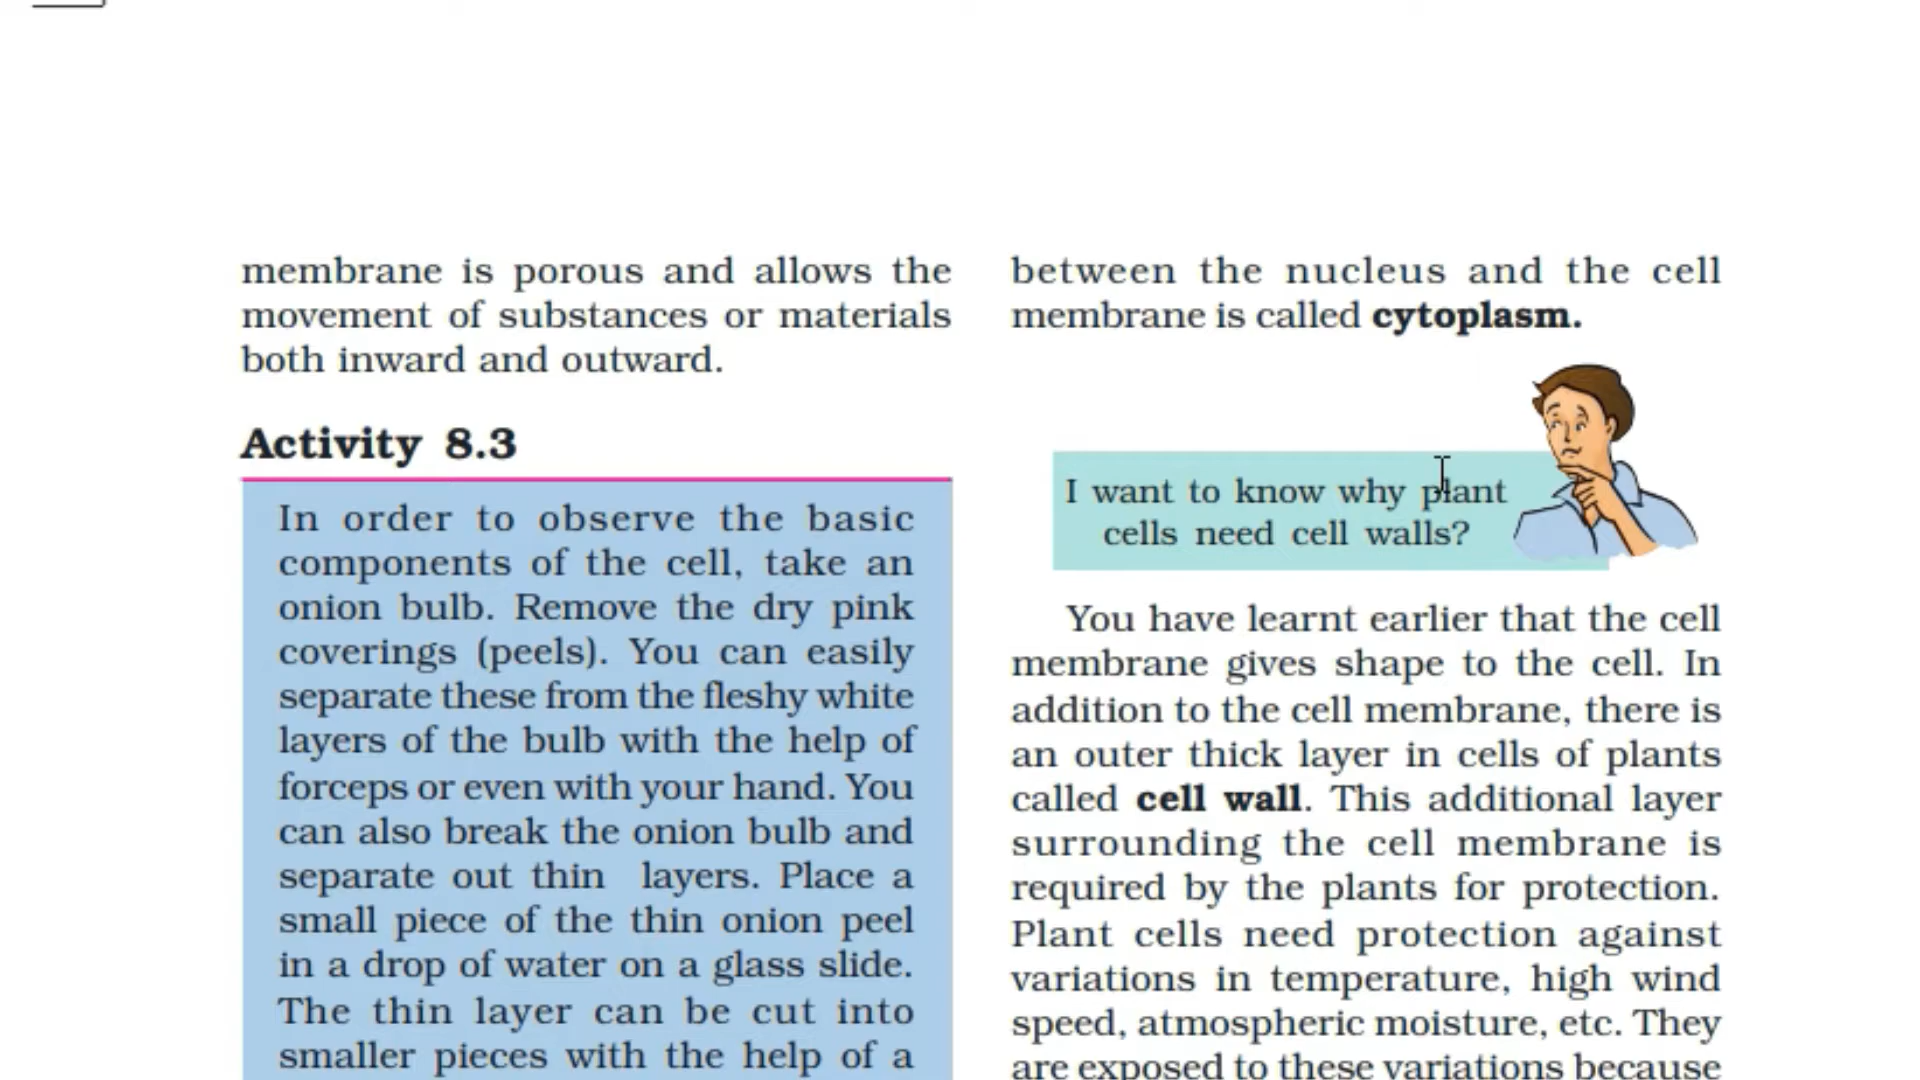 membrane is porous and allows the
movement of substances or materials
both inward and outward.
Activity 8.3
In order to observe the basic
components of the cell, take an
onion bulb. Remove the dry pink
coverings (peels). You can easily
separate these from the fleshy white
layers of the bulb with the help of
forceps or even with your hand. You
can also break the onion bulb and
separate out thin layers. Place a
small piece of the thin onion peel
in a drop of water on a glass slide.
The thin layer can be cut into
smaller pieces with the help of a
between the nucleus and the cell
membrane is called cytoplasm.
I want to know why plant
cells need cell walls?
You have learnt earlier that the cell
membrane gives shape to the cell. In
addition to the cell membrane, there is
an outer thick layer in cells of plants
called cell wall. This additional layer
surrounding the cell membrane is
required by the plants for protection.
Plant cells need protection against
variations in temperature, high wind
speed, atmospheric moisture, etc. They
are exposed to these variations because